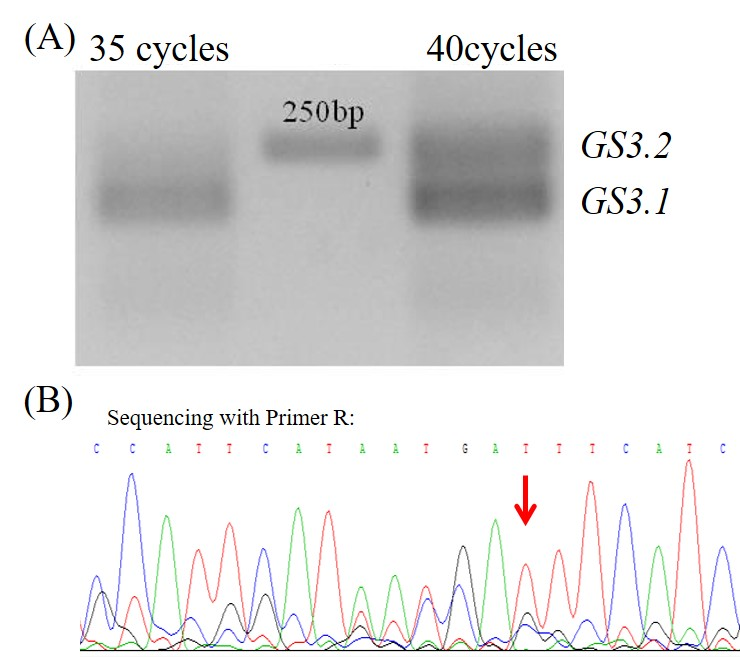 (A)
35 cycles 40cycles
250bp
GS3.2
GS3.1
(B)
Sequencing with Primer R:
C C A T T C A T A A T G A T T T C A T C